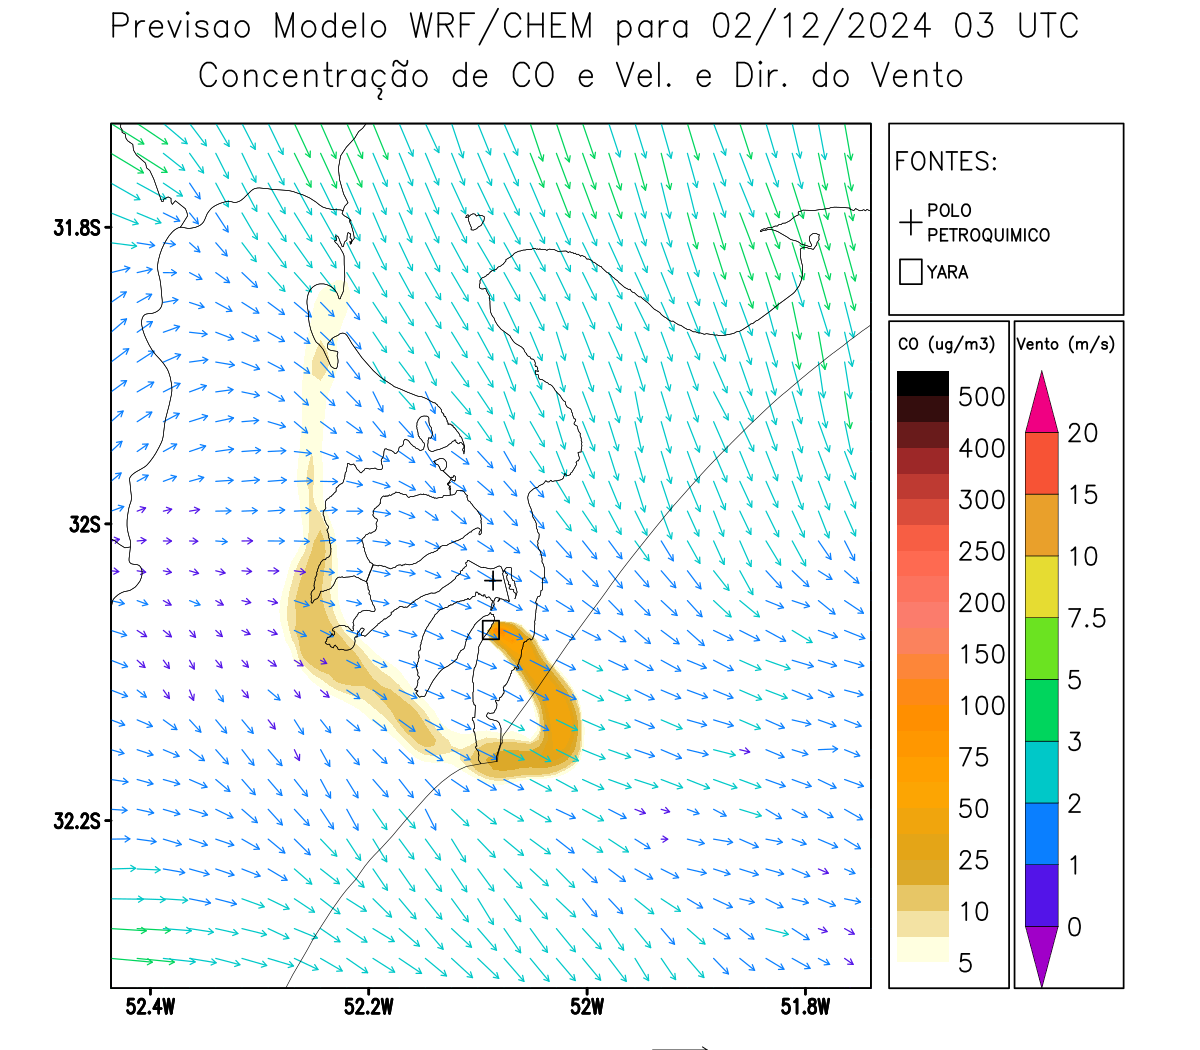 Previsao Modelo WRF/CHEM para 02/12/2024 03 UTC
Concentração de CO e Vel. e Dir. do Vento
FONTES:
POLO
PETROQUIMICO
YARA
CO (ug/m3)
500
400
300
250
200
150
100
75
50
25
10
5
Vento (m/s)
20
15
10
7.5
5
3
2
1
0
31.8S
32S
32.2S
52.4W
52.2W
52W
51.8W